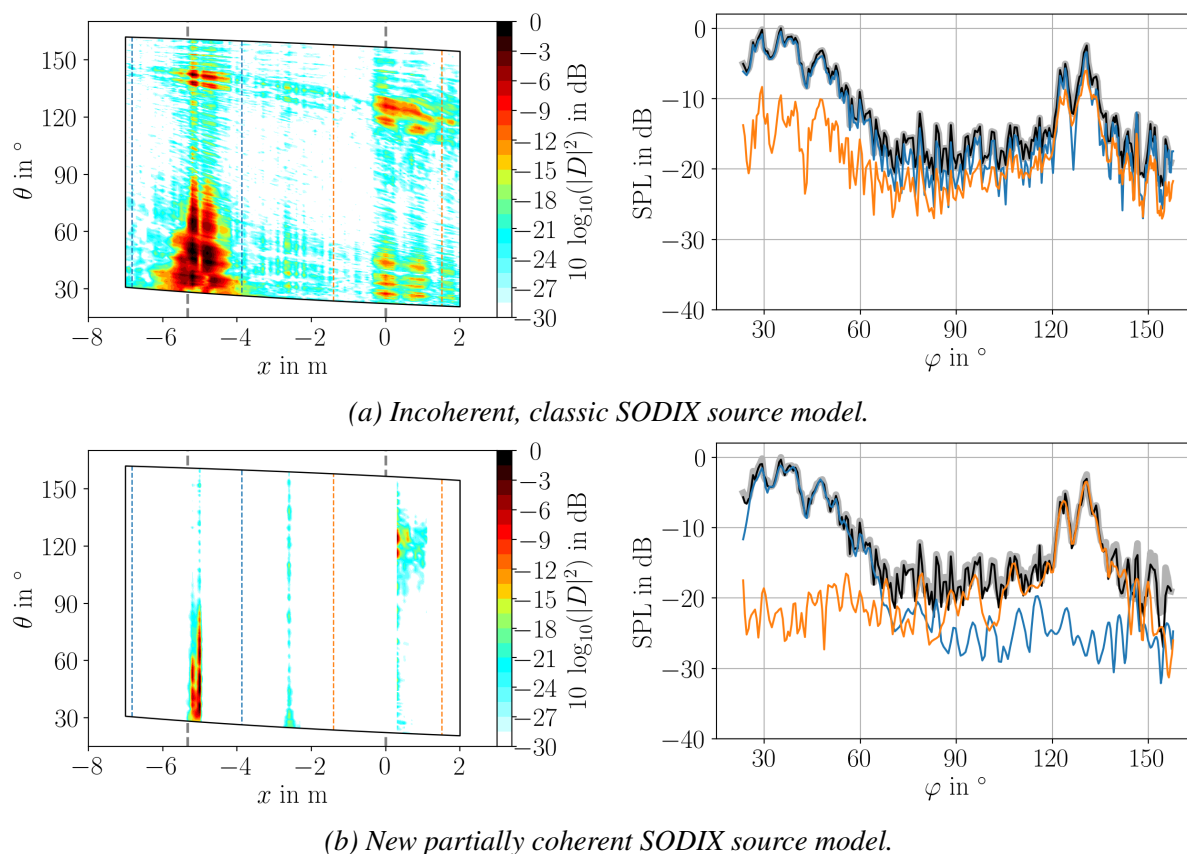 150
120
90
60
30
θ in °
−8 −6 −4 −2 0 2
x in m
0
−3
−6
−9
−12
−15
−18
−21
−24
−27
−30
10 log₁₀(|D|²) in dB
0
−10
−20
−30
−40
SPL in dB
30 60 90 120 150
φ in °
(a) Incoherent, classic SODIX source model.
150
120
90
60
30
θ in °
−8 −6 −4 −2 0 2
x in m
0
−3
−6
−9
−12
−15
−18
−21
−24
−27
−30
10 log₁₀(|D|²) in dB
0
−10
−20
−30
−40
SPL in dB
30 60 90 120 150
φ in °
(b) New partially coherent SODIX source model.